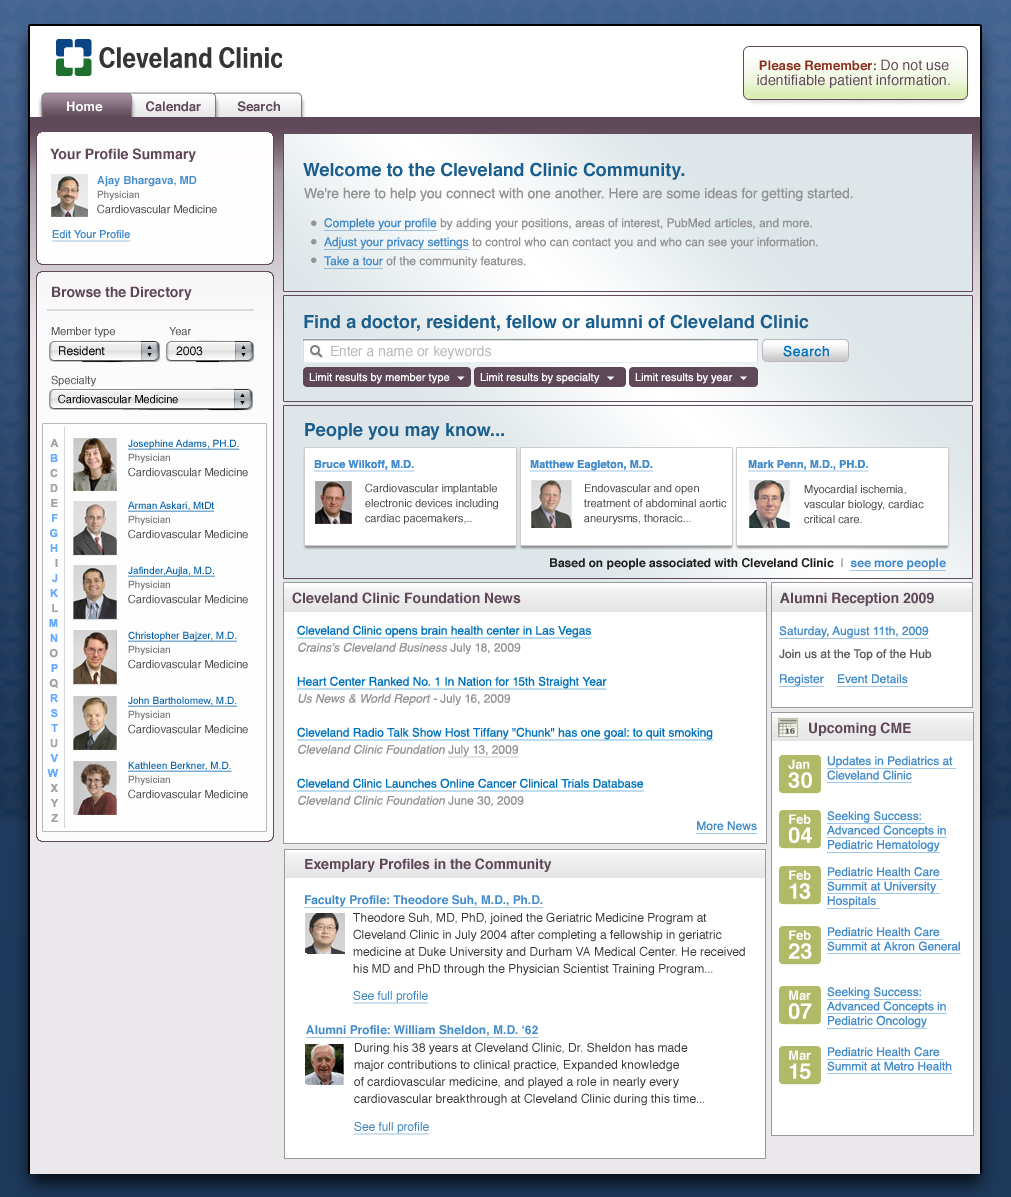 Cleveland Clinic
Please Remember: Do not use
identifiable patient information.
Home
Calendar
Search
Your Profile Summary
Ajay Bhargava, MD
Physician
Cardiovascular Medicine
Edit Your Profile
Browse the Directory
Member type
Year
Resident
2003
Specialty
Cardiovascular Medicine
A
B
C
D
E
F
G
H
I
J
K
L
M
N
O
P
Q
R
S
T
U
V
W
X
Y
Z
Josephine Adams, PH.D.
Physician
Cardiovascular Medicine
Arman Askari, MtDt
Physician
Cardiovascular Medicine
Jafinder,Aujla, M.D.
Physician
Cardiovascular Medicine
Christopher Bajzer, M.D.
Physician
Cardiovascular Medicine
John Bartholomew, M.D.
Physician
Cardiovascular Medicine
Kathleen Berkner, M.D.
Physician
Cardiovascular Medicine
Welcome to the Cleveland Clinic Community.
We're here to help you connect with one another. Here are some ideas for getting started.
• Complete your profile by adding your positions, areas of interest, PubMed articles, and more.
• Adjust your privacy settings to control who can contact you and who can see your information.
• Take a tour of the community features.
Find a doctor, resident, fellow or alumni of Cleveland Clinic
Enter a name or keywords
Search
Limit results by member type
Limit results by specialty
Limit results by year
People you may know...
Bruce Wilkoff, M.D.
Cardiovascular implantable
electronic devices including
cardiac pacemakers,..
Matthew Eagleton, M.D.
Endovascular and open
treatment of abdominal aortic
aneurysms, thoracic...
Mark Penn, M.D., PH.D.
Myocardial ischemia,
vascular biology, cardiac
critical care.
Based on people associated with Cleveland Clinic | see more people
Cleveland Clinic Foundation News
Cleveland Clinic opens brain health center in Las Vegas
Crains's Cleveland Business July 18, 2009
Heart Center Ranked No. 1 In Nation for 15th Straight Year
Us News & World Report - July 16, 2009
Cleveland Radio Talk Show Host Tiffany "Chunk" has one goal: to quit smoking
Cleveland Clinic Foundation July 13, 2009
Cleveland Clinic Launches Online Cancer Clinical Trials Database
Cleveland Clinic Foundation June 30, 2009
More News
Exemplary Profiles in the Community
Faculty Profile: Theodore Suh, M.D., Ph.D.
Theodore Suh, MD, PhD, joined the Geriatric Medicine Program at
Cleveland Clinic in July 2004 after completing a fellowship in geriatric
medicine at Duke University and Durham VA Medical Center. He received
his MD and PhD through the Physician Scientist Training Program...
See full profile
Alumni Profile: William Sheldon, M.D. ‘62
During his 38 years at Cleveland Clinic, Dr. Sheldon has made
major contributions to clinical practice, Expanded knowledge
of cardiovascular medicine, and played a role in nearly every
cardiovascular breakthrough at Cleveland Clinic during this time...
See full profile
Alumni Reception 2009
Saturday, August 11th, 2009
Join us at the Top of the Hub
Register
Event Details
16
Upcoming CME
Jan
30
Updates in Pediatrics at
Cleveland Clinic
Feb
04
Seeking Success:
Advanced Concepts in
Pediatric Hematology
Feb
13
Pediatric Health Care
Summit at University
Hospitals
Feb
23
Pediatric Health Care
Summit at Akron General
Mar
07
Seeking Success:
Advanced Concepts in
Pediatric Oncology
Mar
15
Pediatric Health Care
Summit at Metro Health